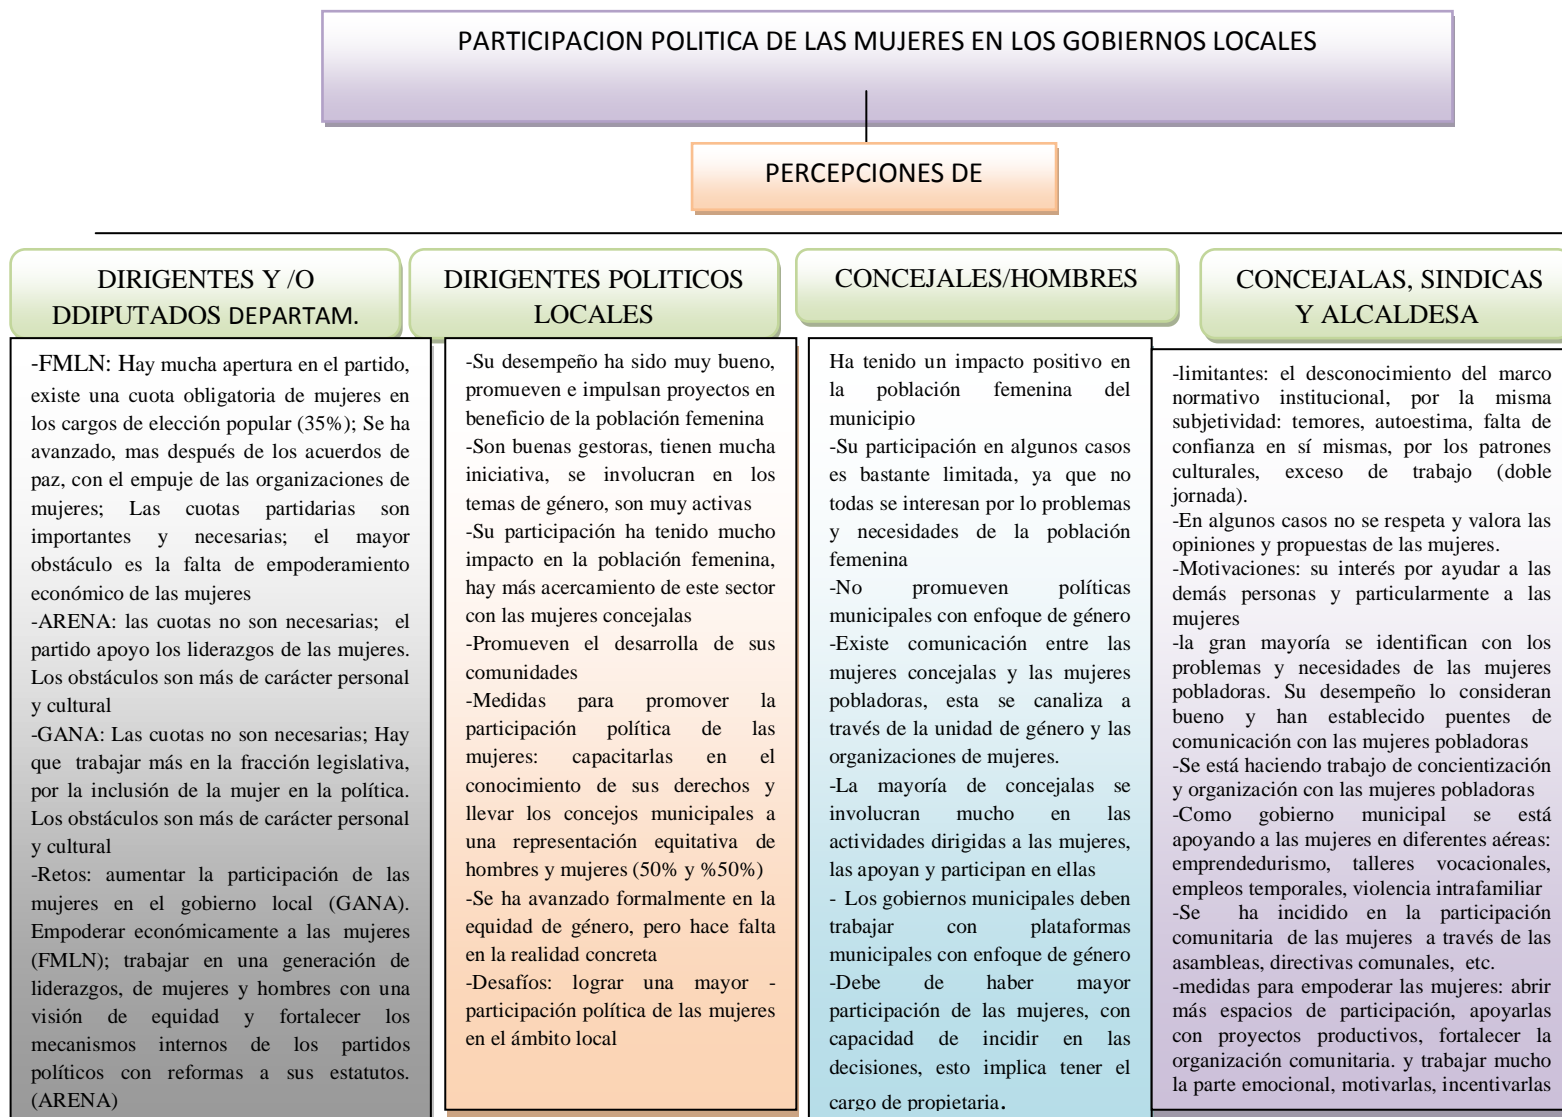 PARTICIPACION POLITICA DE LAS MUJERES EN LOS GOBIERNOS LOCALES
PERCEPCIONES DE
DIRIGENTES Y /O
DDIPUTADOS DEPARTAM.
-FMLN: Hay mucha apertura en el partido,
existe una cuota obligatoria de mujeres en
los cargos de elección popular (35%); Se ha
avanzado, mas después de los acuerdos de
paz, con el empuje de las organizaciones de
mujeres; Las cuotas partidarias son
importantes y necesarias; el mayor
obstáculo es la falta de empoderamiento
económico de las mujeres
-ARENA: las cuotas no son necesarias; el
partido apoyo los liderazgos de las mujeres.
Los obstáculos son más de carácter personal
y cultural
-GANA: Las cuotas no son necesarias; Hay
que trabajar más en la fracción legislativa,
por la inclusión de la mujer en la política.
Los obstáculos son más de carácter personal
y cultural
-Retos: aumentar la participación de las
mujeres en el gobierno local (GANA).
Empoderar económicamente a las mujeres
(FMLN); trabajar en una generación de
liderazgos, de mujeres y hombres con una
visión de equidad y fortalecer los
mecanismos internos de los partidos
políticos con reformas a sus estatutos.
(ARENA)
DIRIGENTES POLITICOS
LOCALES
-Su desempeño ha sido muy bueno,
promueven e impulsan proyectos en
beneficio de la población femenina
-Son buenas gestoras, tienen mucha
iniciativa, se involucran en los
temas de género, son muy activas
-Su participación ha tenido mucho
impacto en la población femenina,
hay más acercamiento de este sector
con las mujeres concejalas
-Promueven el desarrolla de sus
comunidades
-Medidas para promover la
participación política de las
mujeres: capacitarlas en el
conocimiento de sus derechos y
llevar los concejos municipales a
una representación equitativa de
hombres y mujeres (50% y %50%)
-Se ha avanzado formalmente en la
equidad de género, pero hace falta
en la realidad concreta
-Desafíos: lograr una mayor -
participación política de las mujeres
en el ámbito local
CONCEJALES/HOMBRES
Ha tenido un impacto positivo en
la población femenina del
municipio
-Su participación en algunos casos
es bastante limitada, ya que no
todas se interesan por lo problemas
y necesidades de la población
femenina
-No promueven políticas
municipales con enfoque de género
-Existe comunicación entre las
mujeres concejalas y las mujeres
pobladoras, esta se canaliza a
través de la unidad de género y las
organizaciones de mujeres.
-La mayoría de concejalas se
involucran mucho en las
actividades dirigidas a las mujeres,
las apoyan y participan en ellas
- Los gobiernos municipales deben
trabajar con plataformas
municipales con enfoque de género
-Debe de haber mayor
participación de las mujeres, con
capacidad de incidir en las
decisiones, esto implica tener el
cargo de propietaria.
CONCEJALAS, SINDICAS
Y ALCALDESA
-limitantes: el desconocimiento del marco
normativo institucional, por la misma
subjetividad: temores, autoestima, falta de
confianza en sí mismas, por los patrones
culturales, exceso de trabajo (doble
jornada).
-En algunos casos no se respeta y valora las
opiniones y propuestas de las mujeres.
-Motivaciones: su interés por ayudar a las
demás personas y particularmente a las
mujeres
-la gran mayoría se identifican con los
problemas y necesidades de las mujeres
pobladoras. Su desempeño lo consideran
bueno y han establecido puentes de
comunicación con las mujeres pobladoras
-Se está haciendo trabajo de concientización
y organización con las mujeres pobladoras
-Como gobierno municipal se está
apoyando a las mujeres en diferentes aéreas:
emprendedurismo, talleres vocacionales,
empleos temporales, violencia intrafamiliar
-Se ha incidido en la participación
comunitaria de las mujeres a través de las
asambleas, directivas comunales, etc.
-medidas para empoderar las mujeres: abrir
más espacios de participación, apoyarlas
con proyectos productivos, fortalecer la
organización comunitaria. y trabajar mucho
la parte emocional, motivarlas, incentivarlas